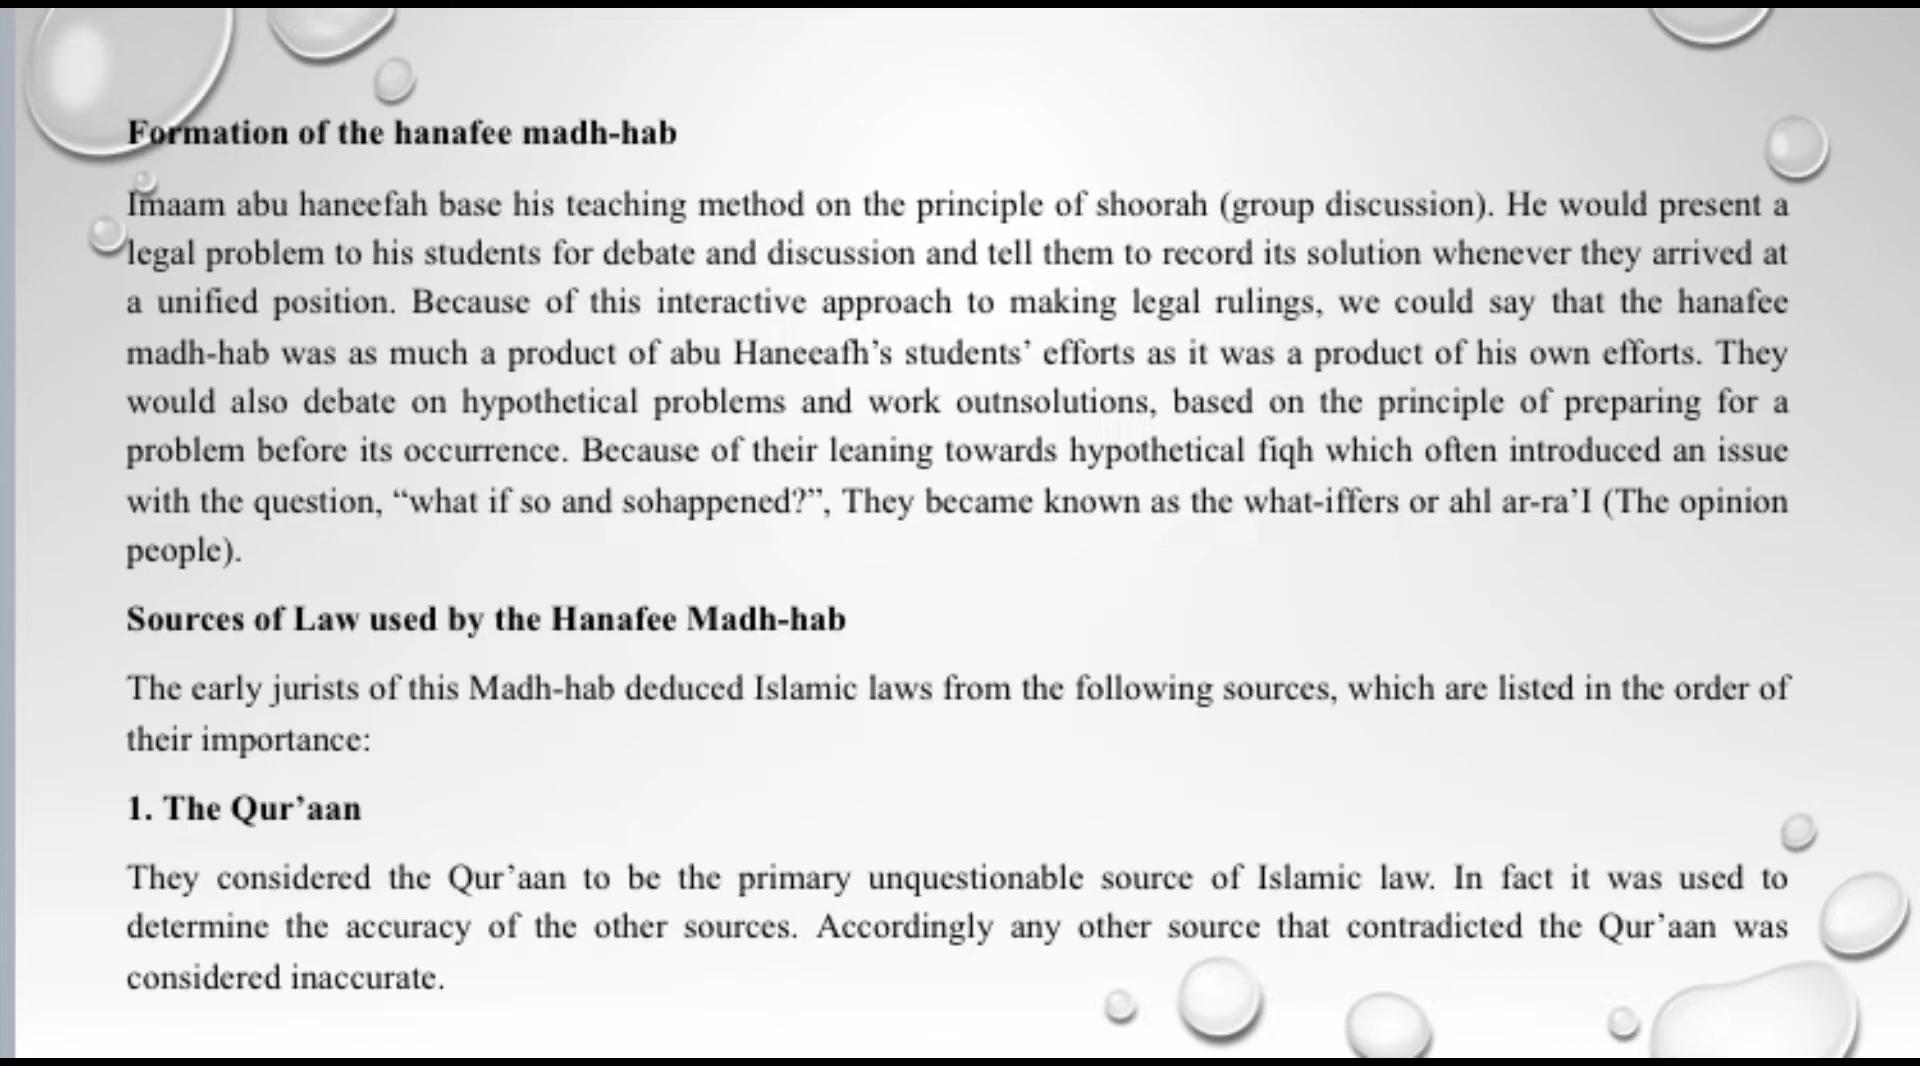 Formation of the hanafee madh-hab
Imaam abu haneefah base his teaching method on the principle of shoorah (group discussion). He would present a
legal problem to his students for debate and discussion and tell them to record its solution whenever they arrived at
a unified position. Because of this interactive approach to making legal rulings, we could say that the hanafee
madh-hab was as much a product of abu Haneeafh’s students’ efforts as it was a product of his own efforts. They
would also debate on hypothetical problems and work outnsolutions, based on the principle of preparing for a
problem before its occurrence. Because of their leaning towards hypothetical fiqh which often introduced an issue
with the question, “what if so and sohappened?”, They became known as the what-iffers or ahl ar-ra’I (The opinion
people).
Sources of Law used by the Hanafee Madh-hab
The early jurists of this Madh-hab deduced Islamic laws from the following sources, which are listed in the order of
their importance:
1. The Qur’aan
They considered the Qur’aan to be the primary unquestionable source of Islamic law. In fact it was used to
determine the accuracy of the other sources. Accordingly any other source that contradicted the Qur’aan was
considered inaccurate.